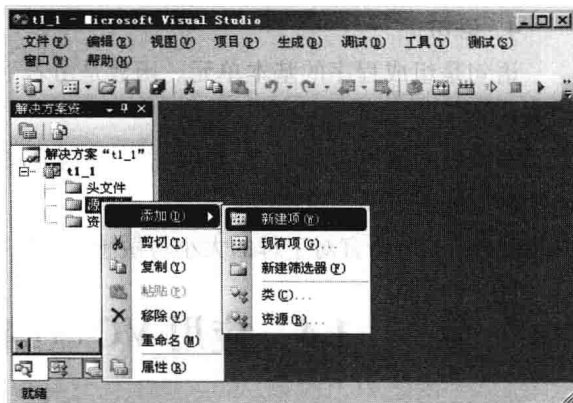 t1_1 - Microsoft Visual Studio
文件(F) 编辑(E) 视图(V) 项目(P) 生成(B) 调试(D) 工具(T) 测试(S)
窗口(W) 帮助(H)
解决方案资
解决方案 “t1_1”
t1_1
头文件
源
资
添加(D)
剪切(T)
复制(Y)
粘贴(P)
移除(V)
重命名(M)
属性(R)
新建项(W)...
现有项(G)...
新建筛选器(F)
类(C)...
资源(R)...
就绪